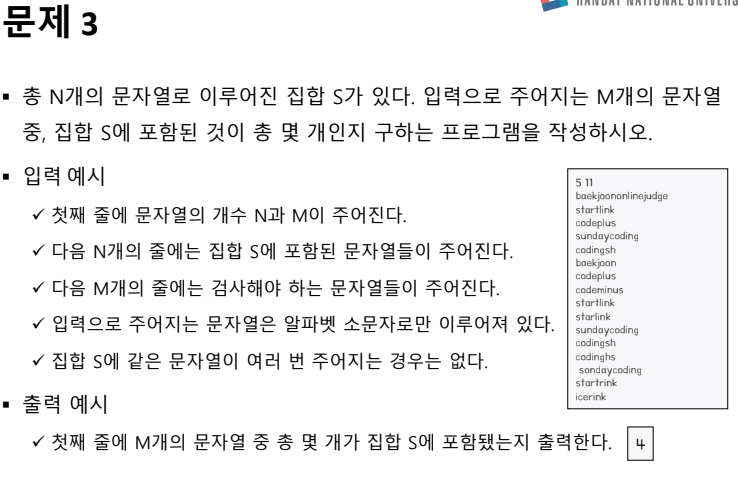 HANBAT NATIONAL UNIVERS
문제 3
▪ 총 N개의 문자열로 이루어진 집합 S가 있다. 입력으로 주어지는 M개의 문자열
중, 집합 S에 포함된 것이 총 몇 개인지 구하는 프로그램을 작성하시오.
▪ 입력 예시
✓ 첫째 줄에 문자열의 개수 N과 M이 주어진다.
✓ 다음 N개의 줄에는 집합 S에 포함된 문자열들이 주어진다.
✓ 다음 M개의 줄에는 검사해야 하는 문자열들이 주어진다.
✓ 입력으로 주어지는 문자열은 알파벳 소문자로만 이루어져 있다.
✓ 집합 S에 같은 문자열이 여러 번 주어지는 경우는 없다.
5 11
baekjoononlinejudge
startlink
codeplus
sundaycoding
codingsh
baekjoon
codeplus
codeminus
startlink
starlink
sundaycoding
codingsh
codinghs
sondaycoding
startrink
icerink
▪ 출력 예시
✓ 첫째 줄에 M개의 문자열 중 총 몇 개가 집합 S에 포함됐는지 출력한다.
4